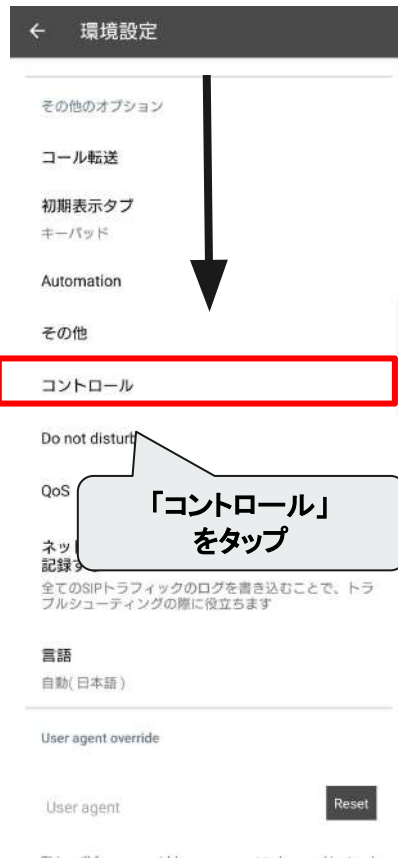 環境設定
その他のオプション
コール転送
初期表示タブ
キーパッド
Automation
その他
コントロール
Do not disturb
QoS
「コントロール」
をタップ
ネッ
記録す
全てのSIPトラフィックのログを書き込むことで、トラ
ブルシューティングの際に役立ちます
言語
自動(日本語)
User agent override
User agent
Reset